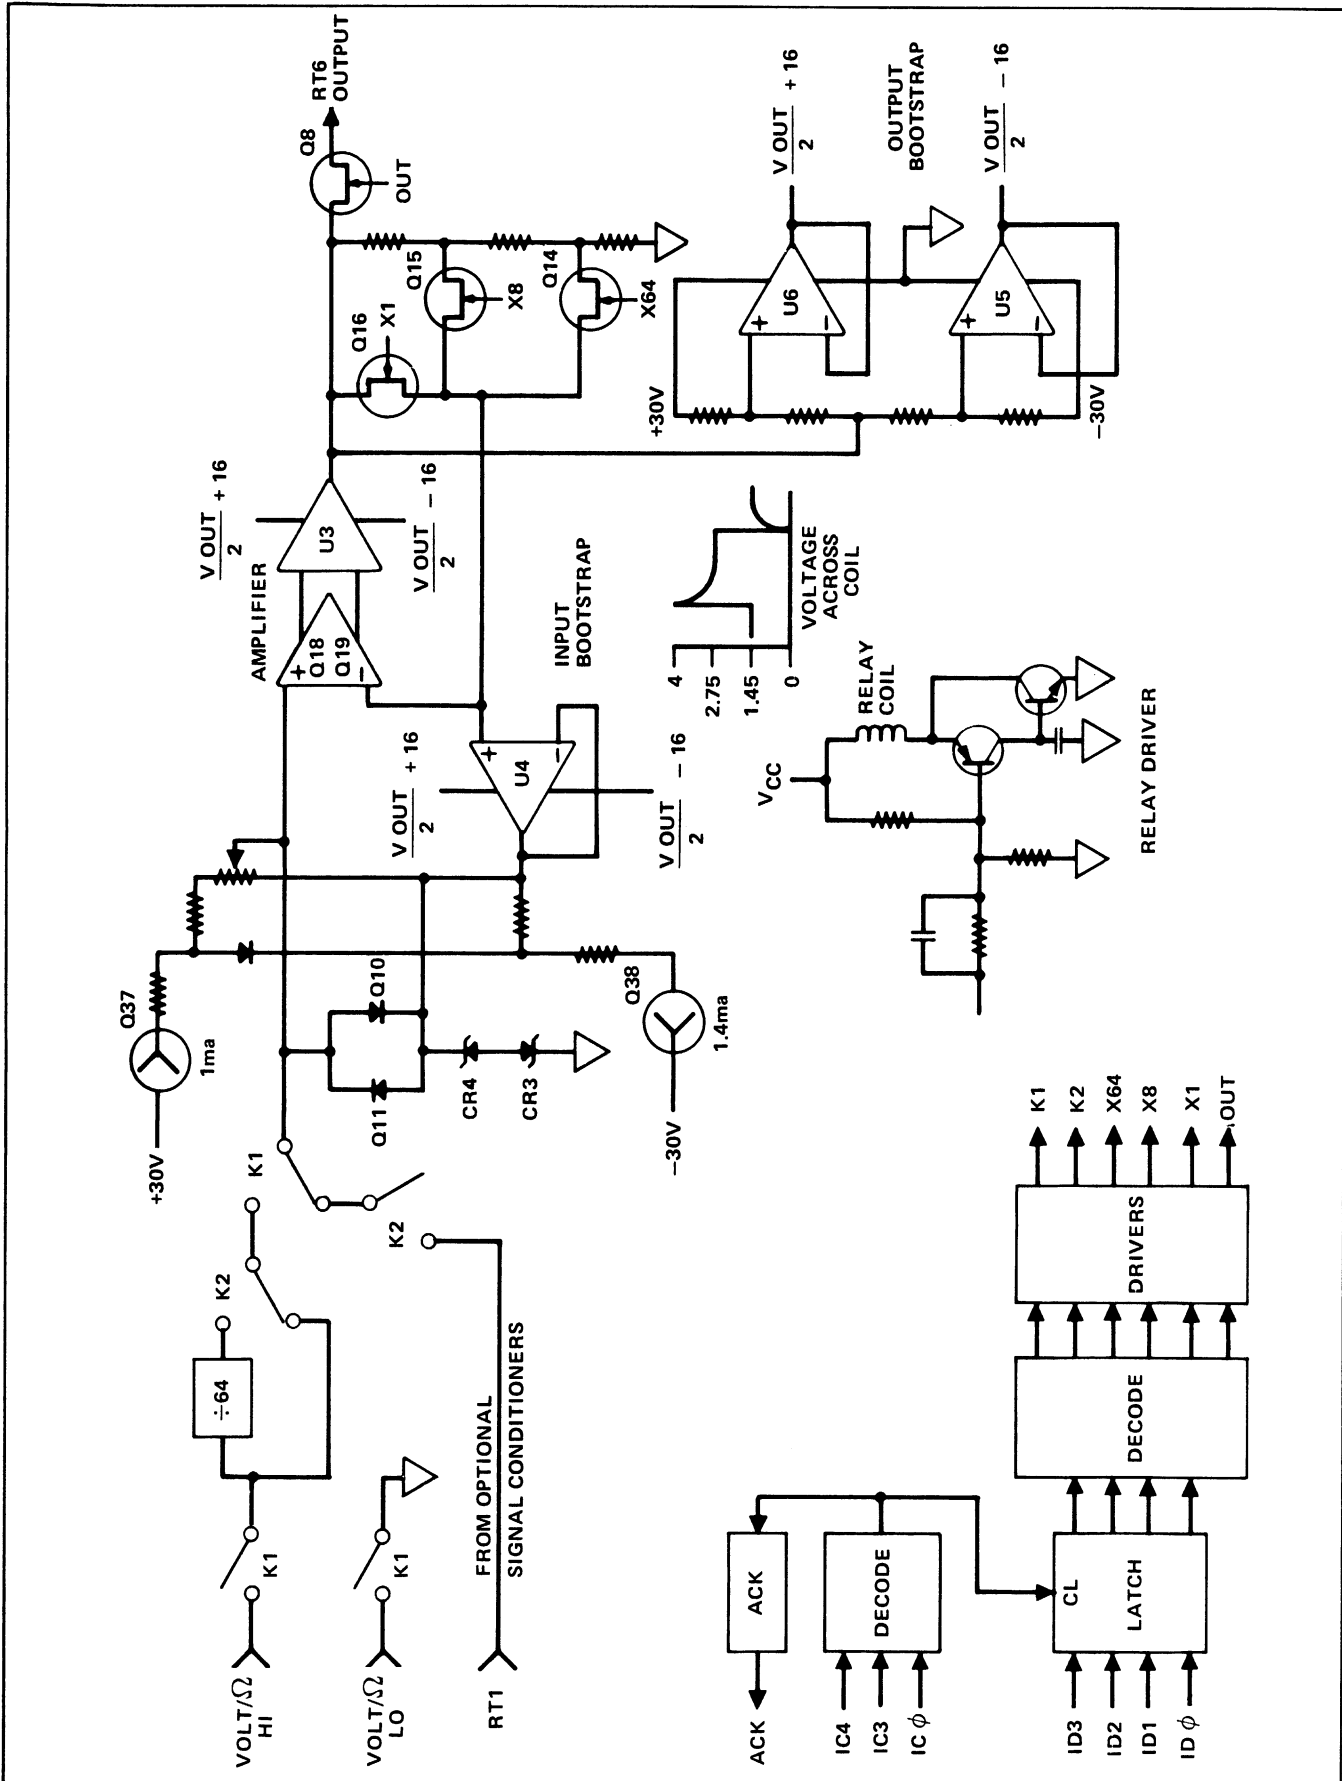 VOLT/Ω
HI
K1
÷64
K2
K1
VOLT/Ω
LO
K1
RT1
FROM OPTIONAL
SIGNAL CONDITIONERS
K2
+30V
Q37
1ma
Q11
Q10
CR4
CR3
−30V
Q38
1.4ma
AMPLIFIER
+
Q18
Q19
−
U3
V OUT
2
+ 16
V OUT
2
− 16
INPUT
BOOTSTRAP
+
−
U4
V OUT
2
+ 16
V OUT
2
− 16
Q16
X1
Q15
X8
Q14
X64
Q8
OUT
RT6
OUTPUT
+30V
−30V
+
−
U6
+
−
U5
V OUT
2
+ 16
OUTPUT
BOOTSTRAP
V OUT
2
− 16
4
2.75
1.45
0
VOLTAGE
ACROSS
COIL
VCC
RELAY
COIL
RELAY DRIVER
ACK
ACK
IC4
IC3
IC ϕ
DECODE
ID3
ID2
ID1
ID ϕ
CL
LATCH
DECODE
DRIVERS
K1
K2
X64
X8
X1
OUT